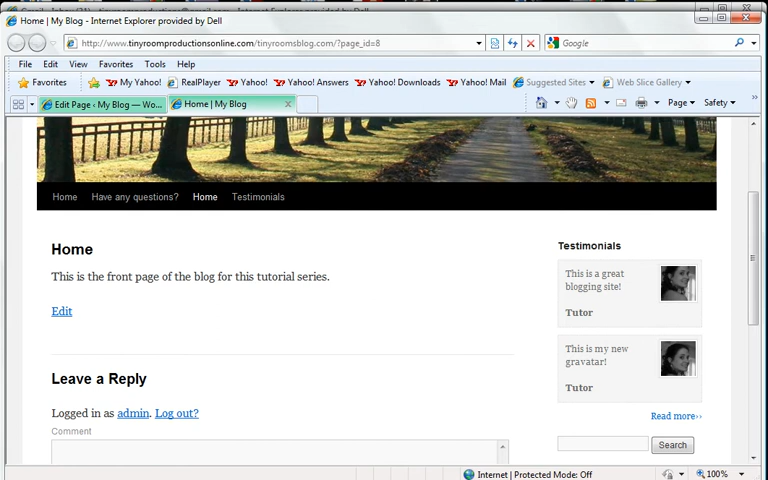 Home | My Blog - Internet Explorer provided by Dell
http://www.tinyroomproductionsonline.com/tinyroomsblog.com/?page_id=8
Google
File Edit View Favorites Tools Help
Favorites My Yahoo! RealPlayer Yahoo! Yahoo! Answers Yahoo! Downloads Yahoo! Mail Suggested Sites Web Slice Gallery
Edit Page ‹ My Blog — Wo... Home | My Blog
Page Safety
Home Have any questions? Home Testimonials
Home
This is the front page of the blog for this tutorial series.
Edit
Leave a Reply
Logged in as admin. Log out?
Comment
Testimonials
This is a great
blogging site!
Tutor
This is my new
gravatar!
Tutor
Read more››
Search
Internet | Protected Mode: Off
100%